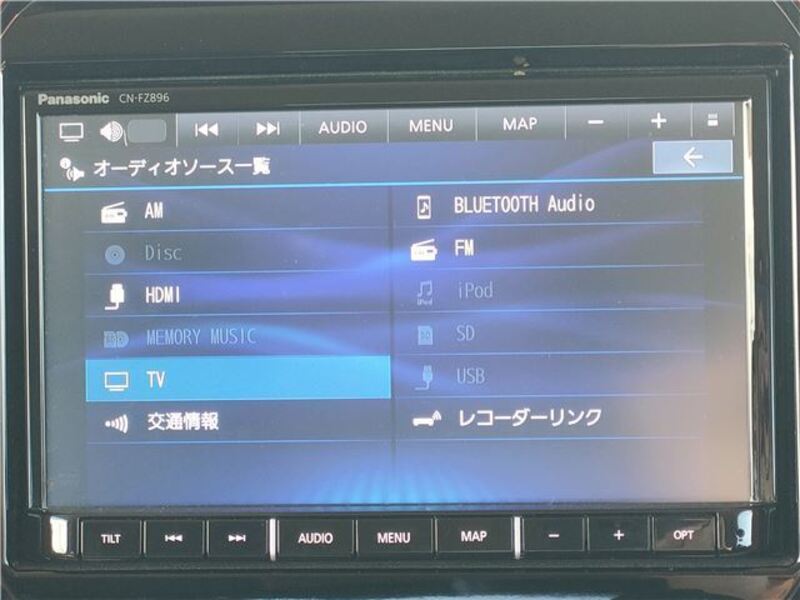 Panasonic CN-FZ896
AUDIO MENU MAP − +
オーディオソース一覧
AM
BLUETOOTH Audio
Disc
FM
HDMI
iPod
MEMORY MUSIC
SD
TV
USB
交通情報
レコーダーリンク
TILT AUDIO MENU MAP − + OPT